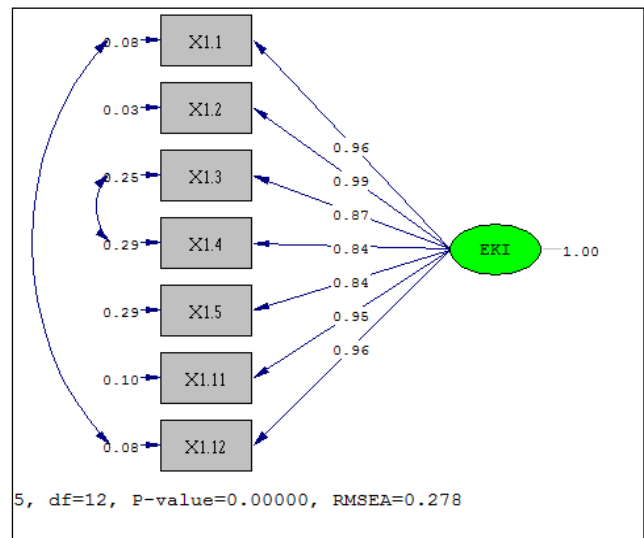 0.08 X1.1
0.96
0.03 X1.2
0.99
0.25 X1.3
0.87
0.29 X1.4
0.84
EKI 1.00
0.84
0.29 X1.5
0.95
0.10 X1.11
0.96
0.08 X1.12
5, df=12, P-value=0.00000, RMSEA=0.278